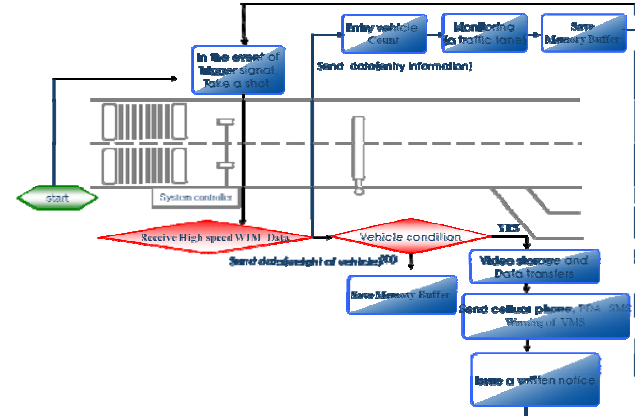 Entry vehicle
Count
Monitoring
to traffic lane
Save
Memory Buffer
In the event of
Trigger signal,
Take a shot
Send data(entry information)
start
System controller
Receive High speed WIM Data
Vehicle condition
YES
Send data(weight of vehicles)
NO
Video storage and
Data transfers
Save Memory Buffer
Send cellular phone, PDA, SMS
Warning of VMS
Issue a written notice